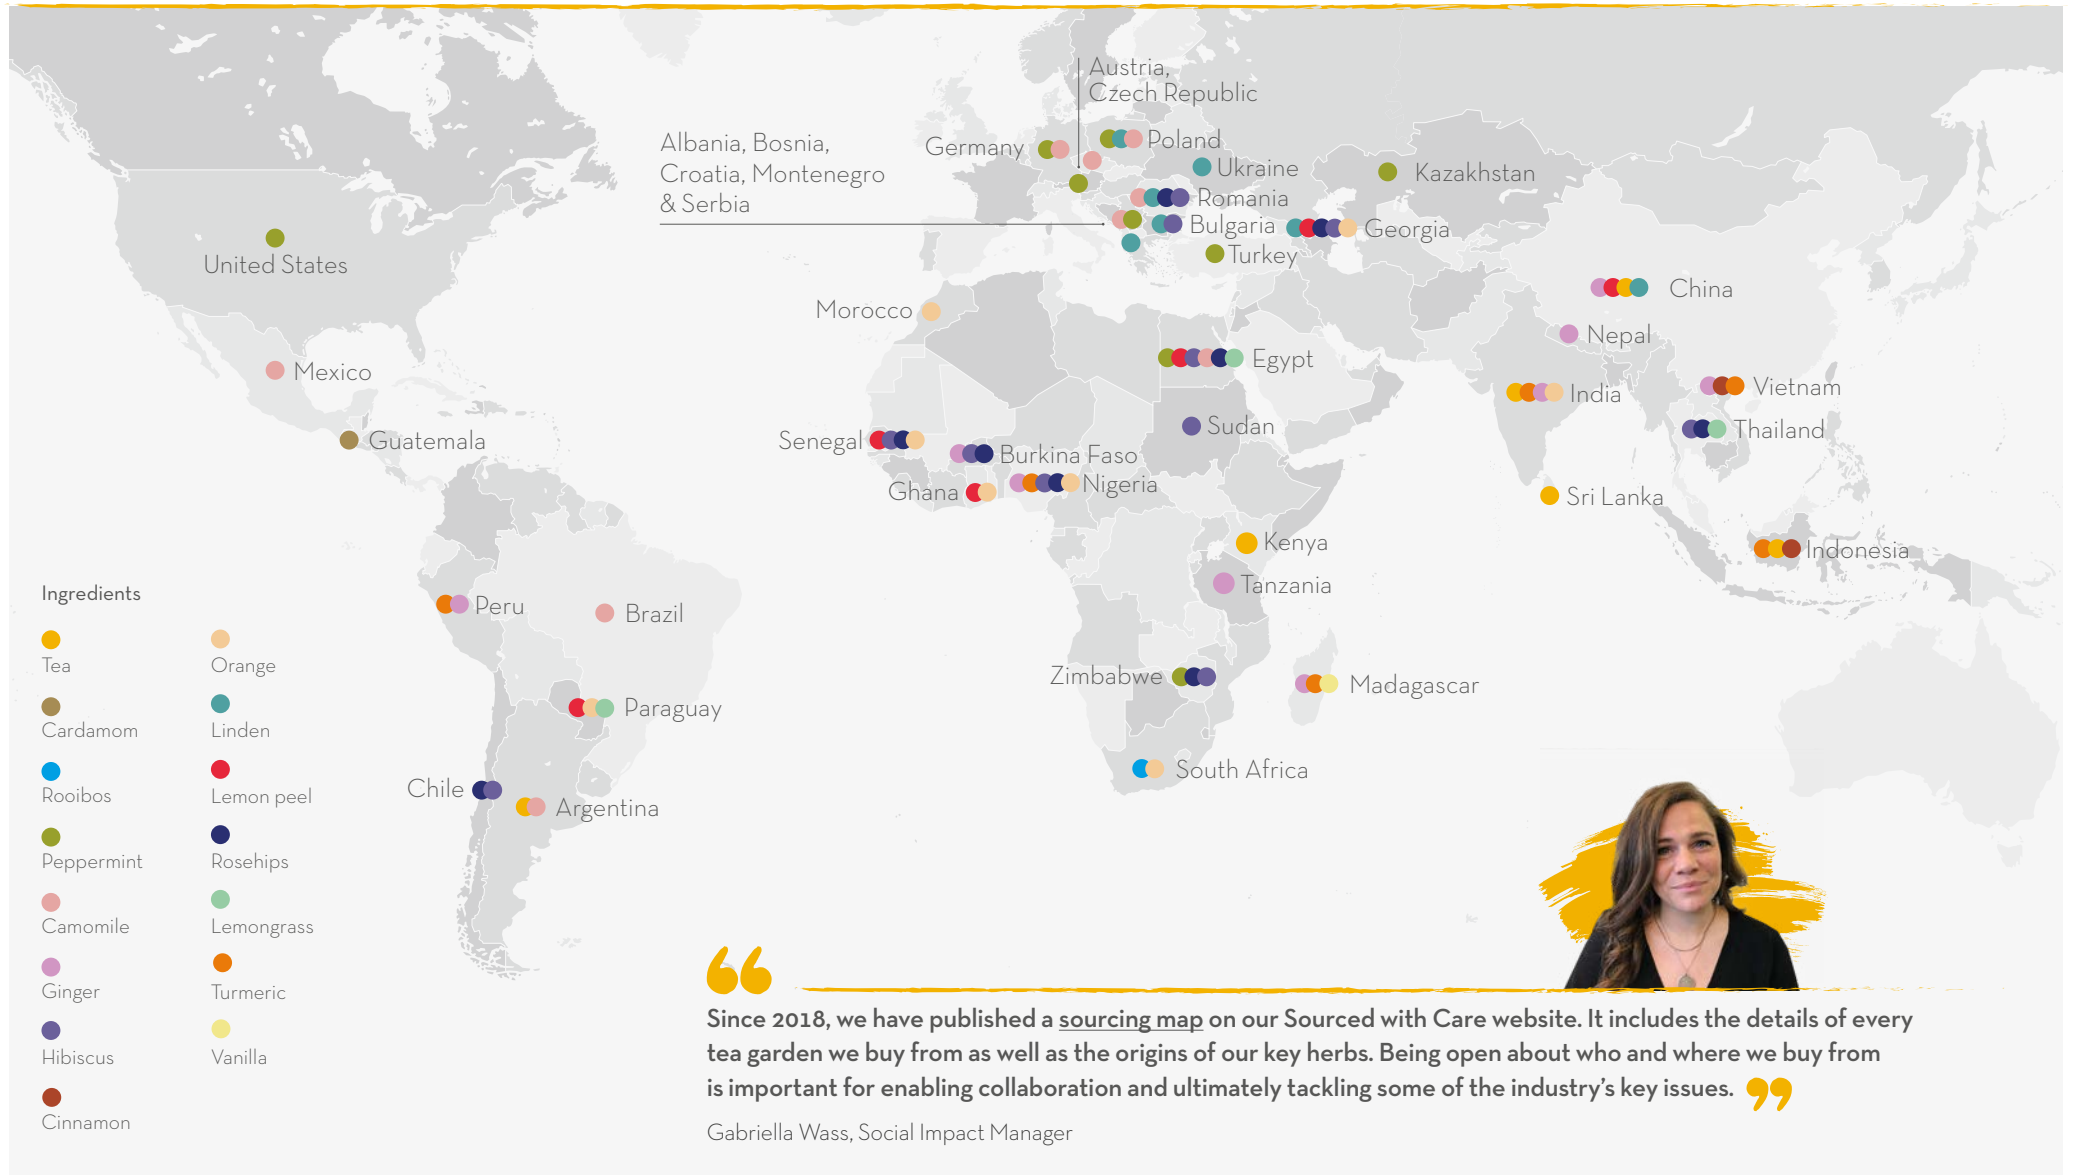 Austria,
Czech Republic
Albania, Bosnia,
Croatia, Montenegro
& Serbia
Germany
Poland
Ukraine
Kazakhstan
Romania
Bulgaria
Georgia
Turkey
United States
China
Morocco
Nepal
Egypt
Mexico
Vietnam
India
Sudan
Thailand
Guatemala
Senegal
Burkina Faso
Nigeria
Ghana
Sri Lanka
Kenya
Indonesia
Tanzania
Peru
Brazil
Zimbabwe
Madagascar
Paraguay
South Africa
Chile
Argentina
Ingredients
Tea
Cardamom
Rooibos
Peppermint
Camomile
Ginger
Hibiscus
Cinnamon
Orange
Linden
Lemon peel
Rosehips
Lemongrass
Turmeric
Vanilla
“
Since 2018, we have published a sourcing map on our Sourced with Care website. It includes the details of every
tea garden we buy from as well as the origins of our key herbs. Being open about who and where we buy from
is important for enabling collaboration and ultimately tackling some of the industry’s key issues. ”
Gabriella Wass, Social Impact Manager